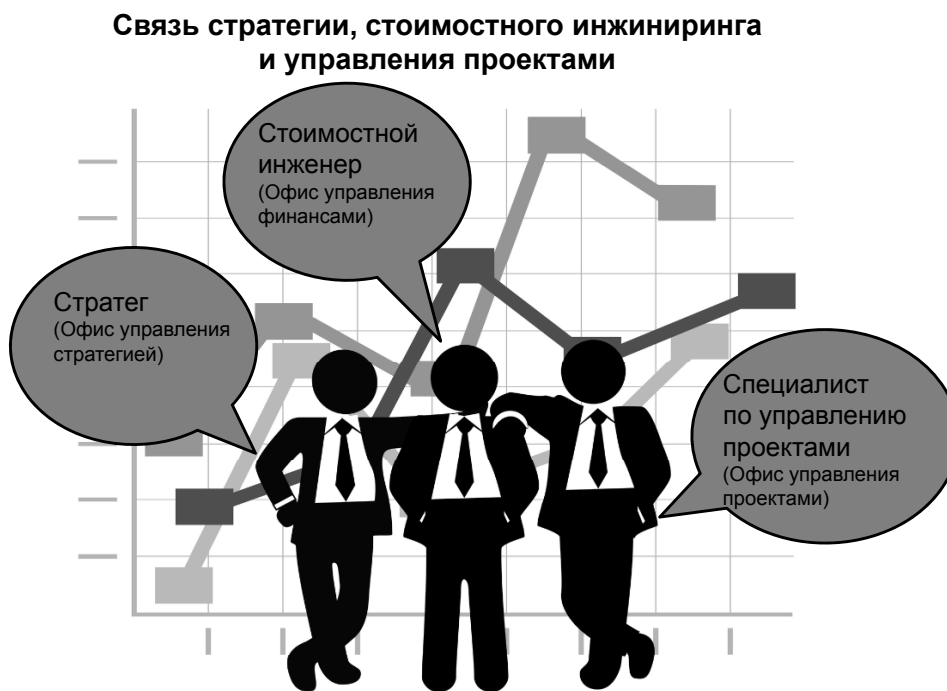 Связь стратегии, стоимостного инжиниринга
и управления проектами
Стоимостной
инженер
(Офис управления
финансами)
Стратег
(Офис управления
стратегией)
Специалист
по управлению
проектами
(Офис управления
проектами)